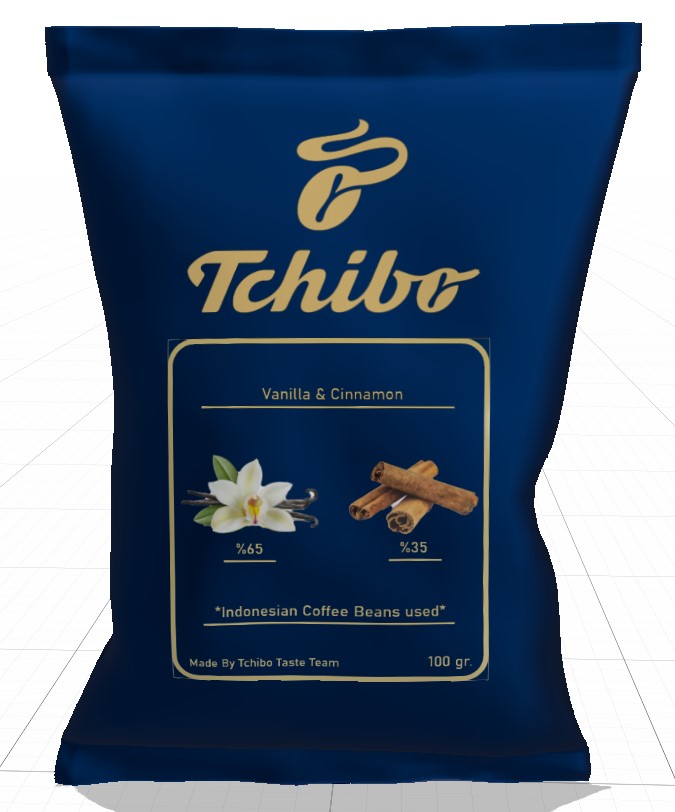 Tchibo
Vanilla & Cinnamon
%65 %35
*Indonesian Coffee Beans used*
Made By Tchibo Taste Team 100 gr.